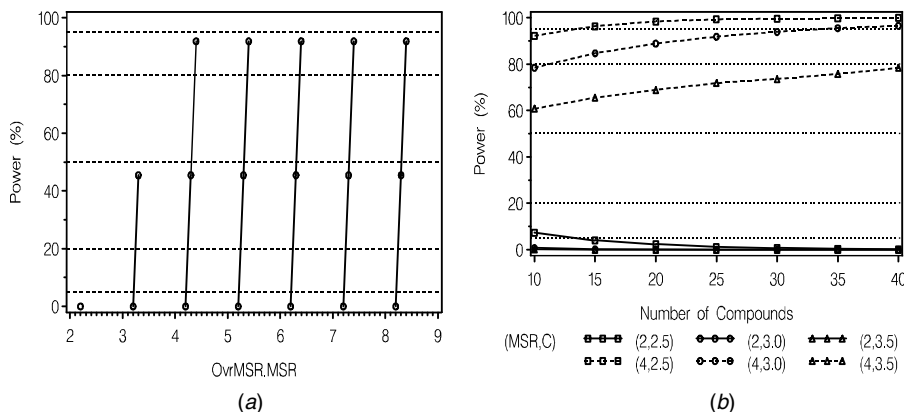 100
80
60
40
20
0
Power (%)
2 3 4 5 6 7 8 9
OvrMSR.MSR
(a)
100
80
60
40
20
0
Power (%)
10 15 20 25 30 35 40
Number of Compounds
(MSR,C) (2,2.5) (2,3.0) (2,3.5)
(4,2.5) (4,3.0) (4,3.5)
(b)